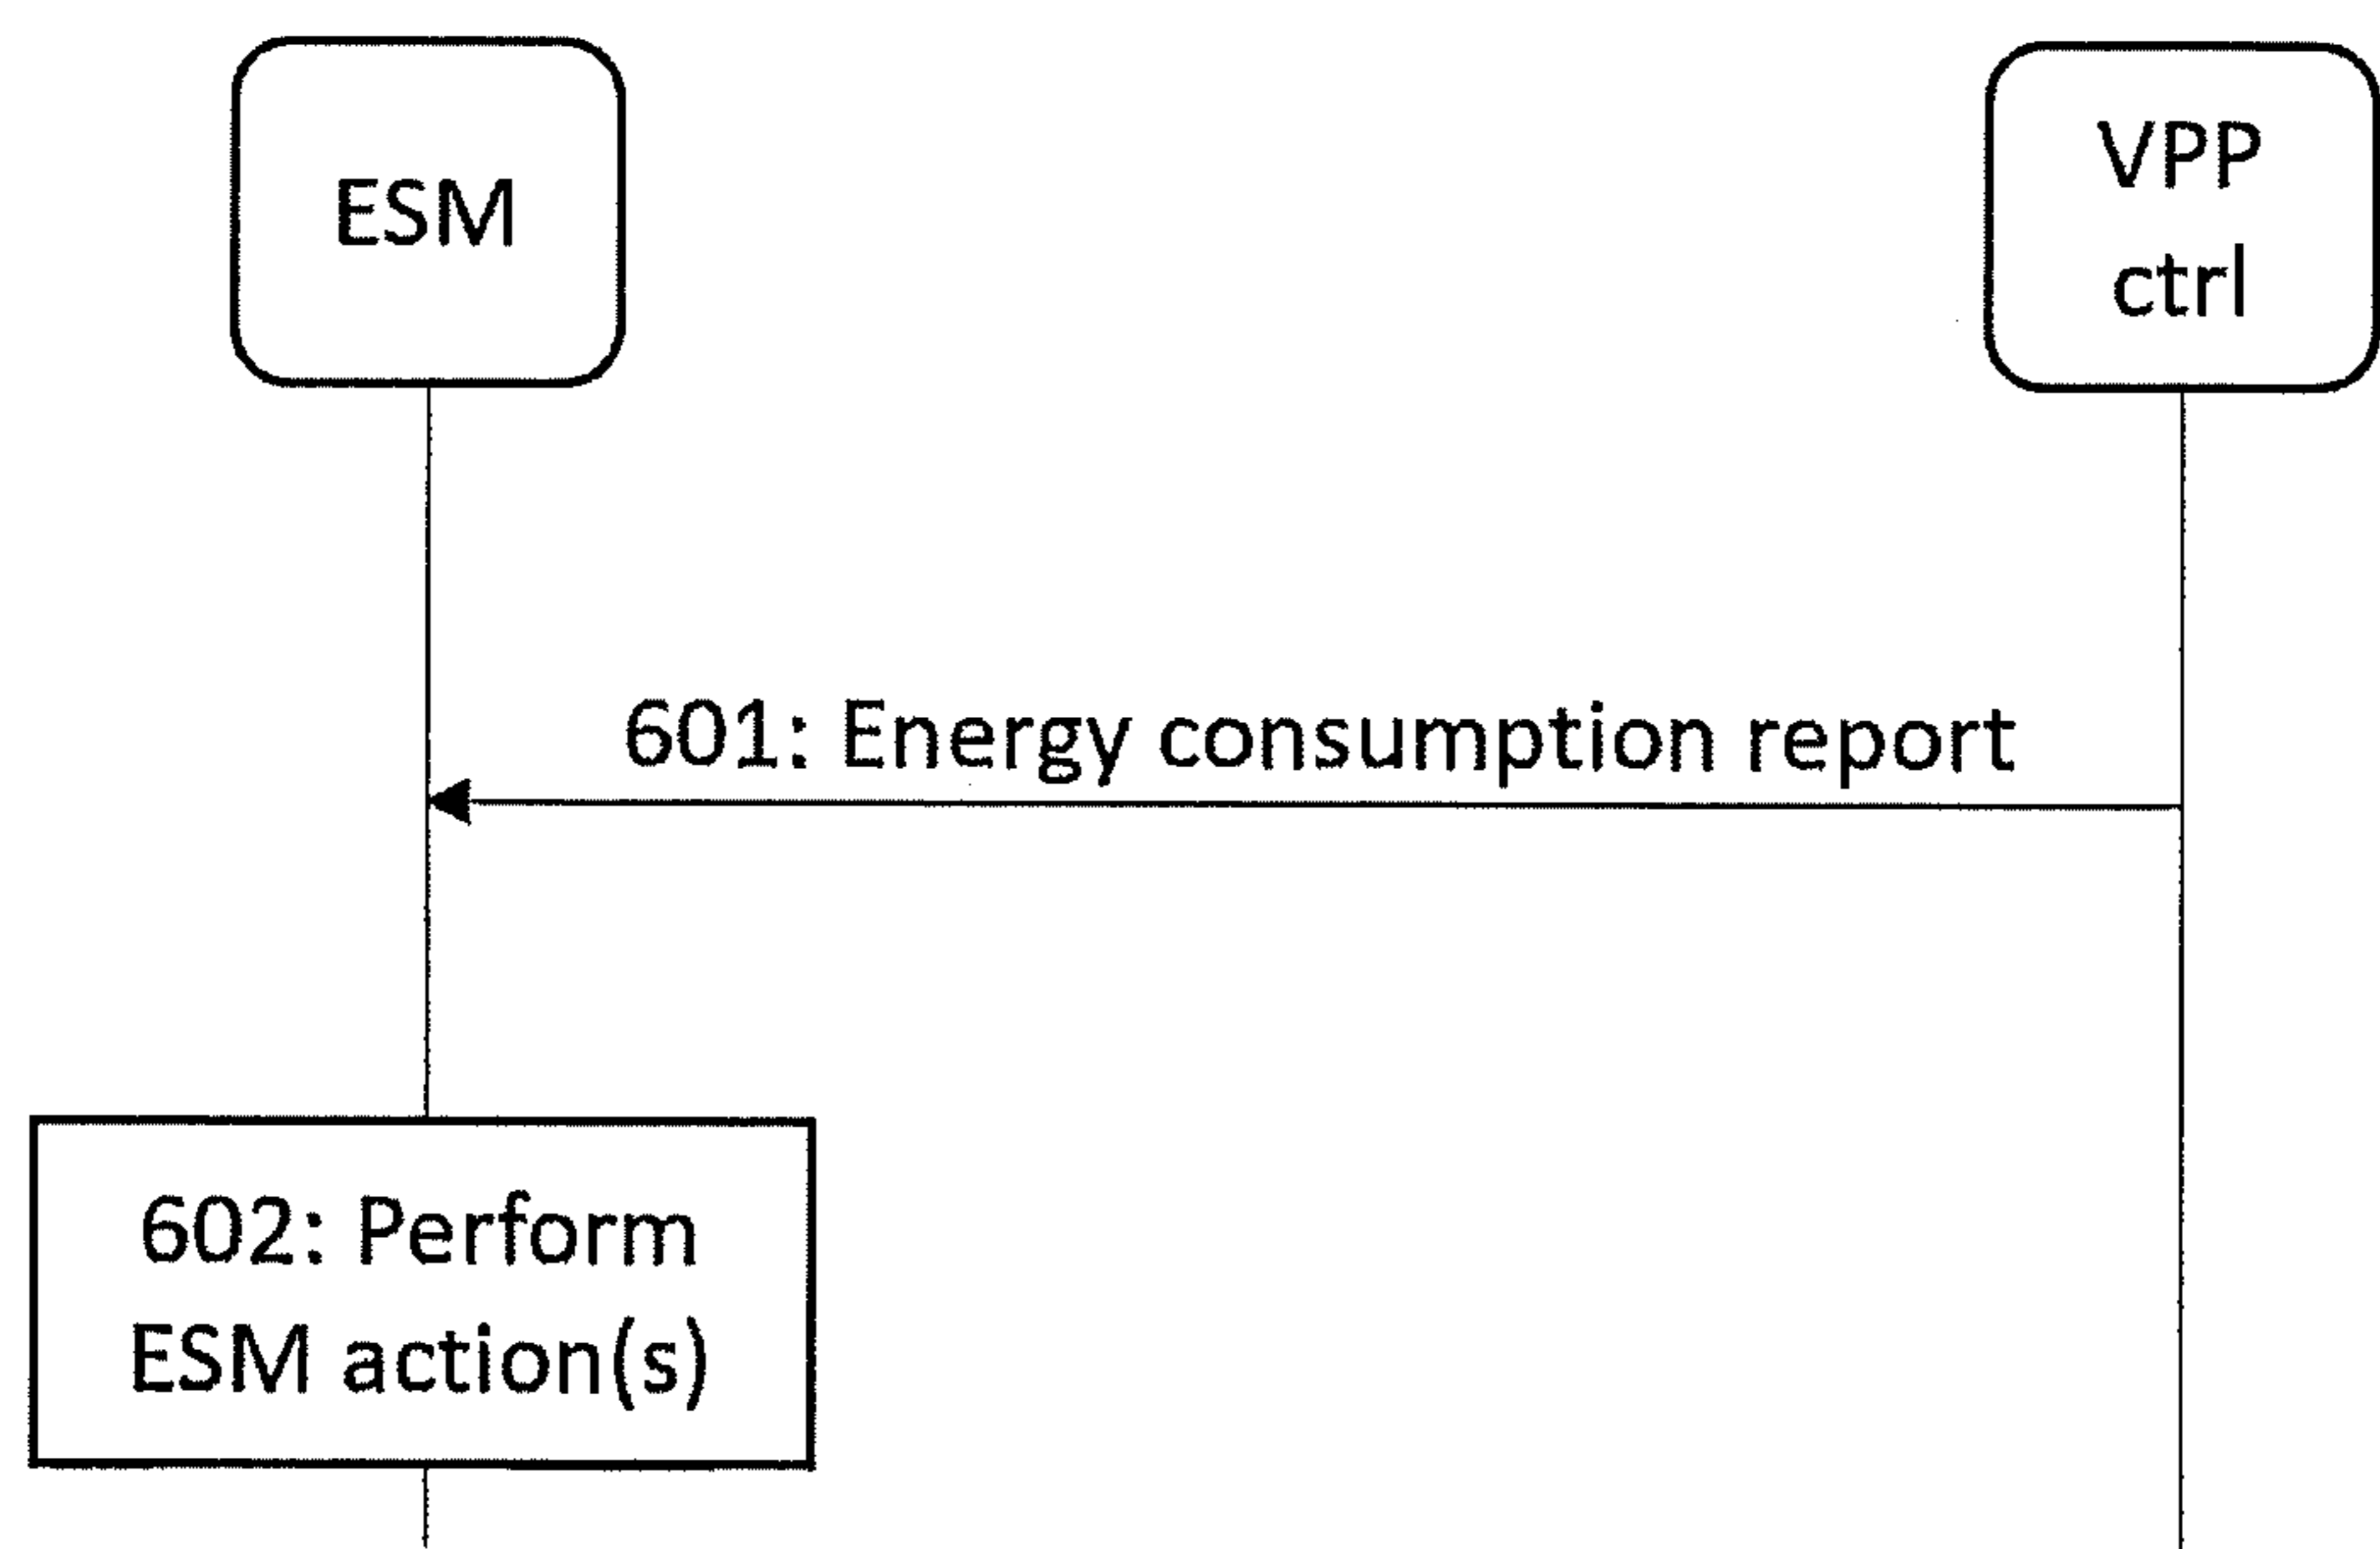 ESM
VPP
ctrl
601: Energy consumption report
602: Perform
ESM action(s)